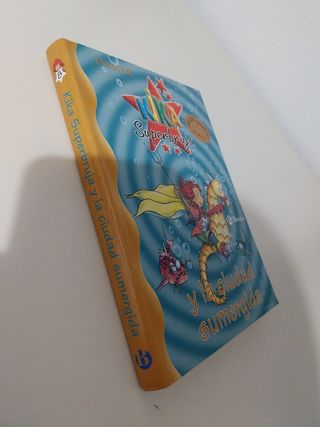 Kika Superbruja y la ciudad sumergida
KIKA
Superbruja
y la ciudad
sumergida